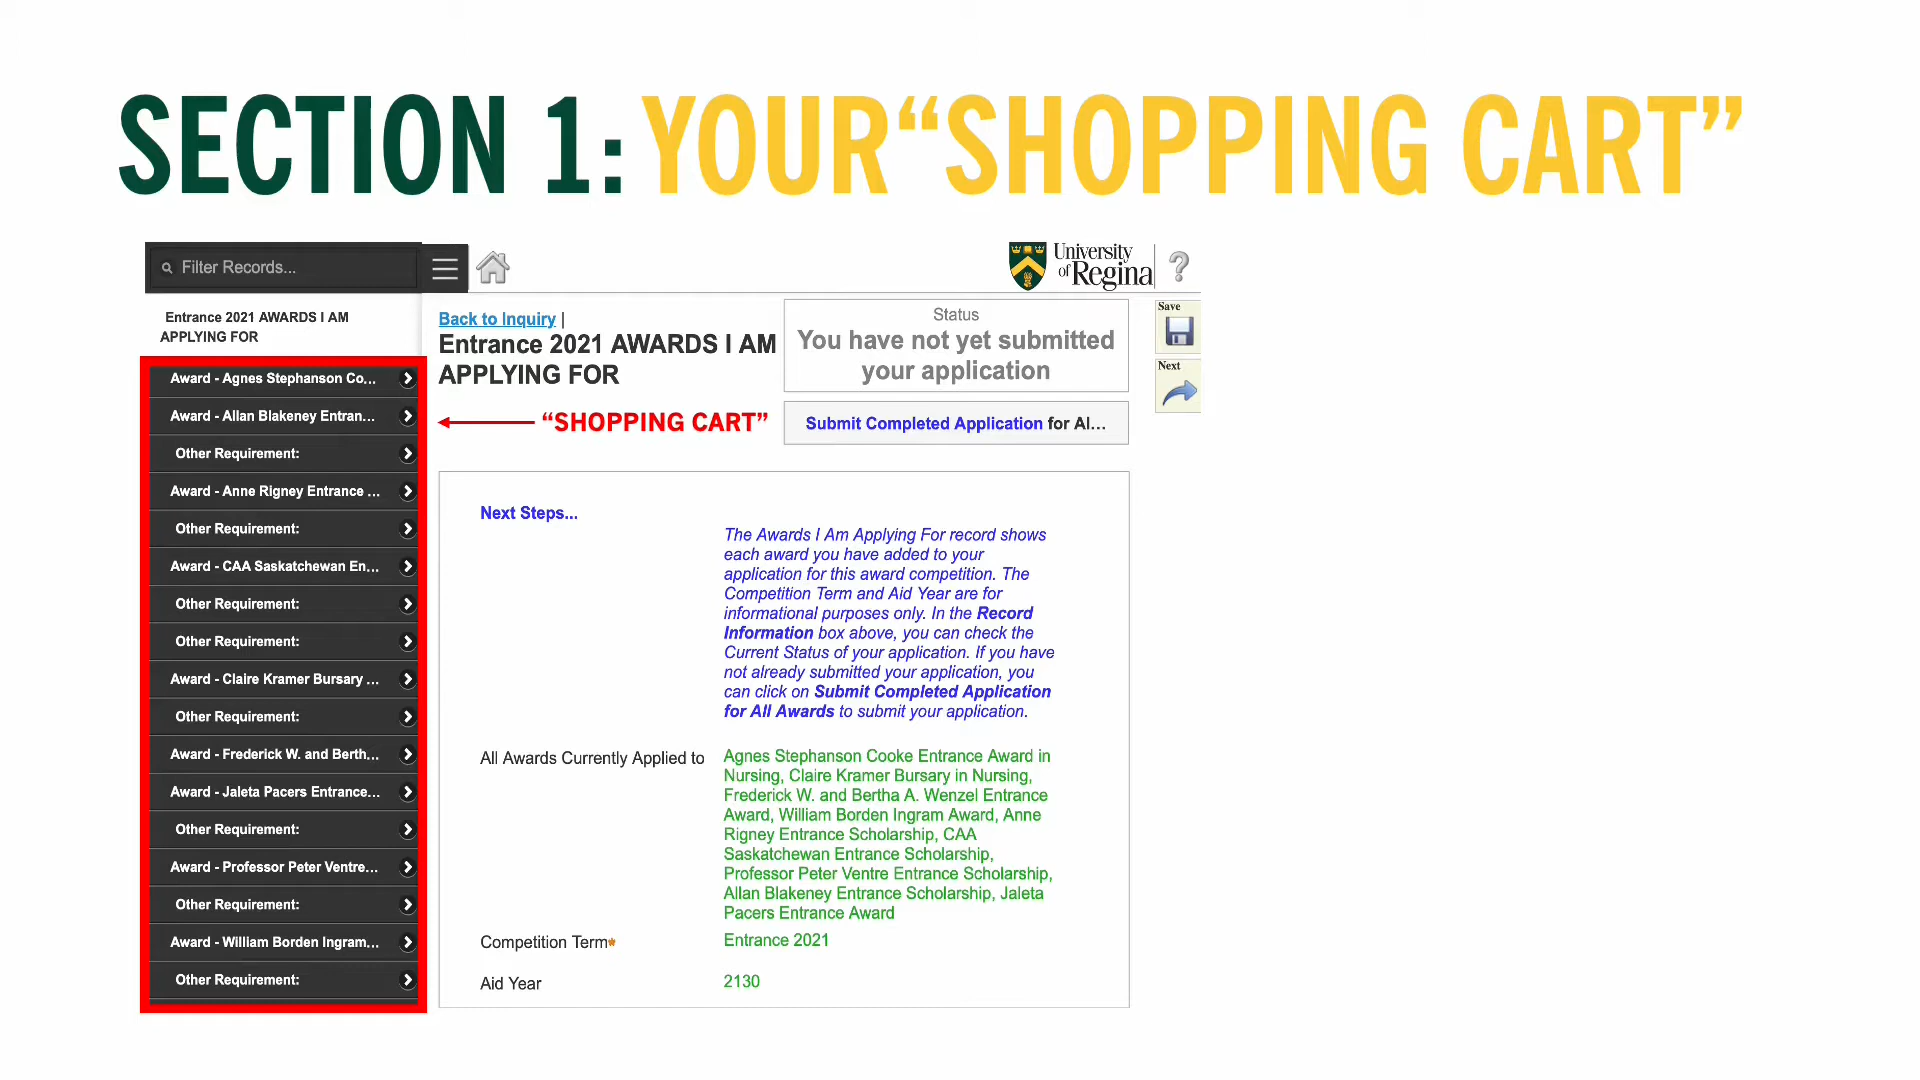 SECTION 1: YOUR“SHOPPING CART”
Filter Records...
University
of Regina
?
Entrance 2021 AWARDS I AM
APPLYING FOR
Award - Agnes Stephanson Co...
Award - Allan Blakeney Entran...
Other Requirement:
Award - Anne Rigney Entrance ...
Other Requirement:
Award - CAA Saskatchewan En...
Other Requirement:
Other Requirement:
Award - Claire Kramer Bursary ...
Other Requirement:
Award - Frederick W. and Berth...
Award - Jaleta Pacers Entrance...
Other Requirement:
Award - Professor Peter Ventre...
Other Requirement:
Award - William Borden Ingram...
Other Requirement:
Back to Inquiry |
Entrance 2021 AWARDS I AM
APPLYING FOR
“SHOPPING CART”
Status
You have not yet submitted
your application
Submit Completed Application for Al...
Save
Next
Next Steps...
The Awards I Am Applying For record shows
each award you have added to your
application for this award competition. The
Competition Term and Aid Year are for
informational purposes only. In the Record
Information box above, you can check the
Current Status of your application. If you have
not already submitted your application, you
can click on Submit Completed Application
for All Awards to submit your application.
All Awards Currently Applied to
Agnes Stephanson Cooke Entrance Award in
Nursing, Claire Kramer Bursary in Nursing,
Frederick W. and Bertha A. Wenzel Entrance
Award, William Borden Ingram Award, Anne
Rigney Entrance Scholarship, CAA
Saskatchewan Entrance Scholarship,
Professor Peter Ventre Entrance Scholarship,
Allan Blakeney Entrance Scholarship, Jaleta
Pacers Entrance Award
Competition Term* Entrance 2021
Aid Year 2130